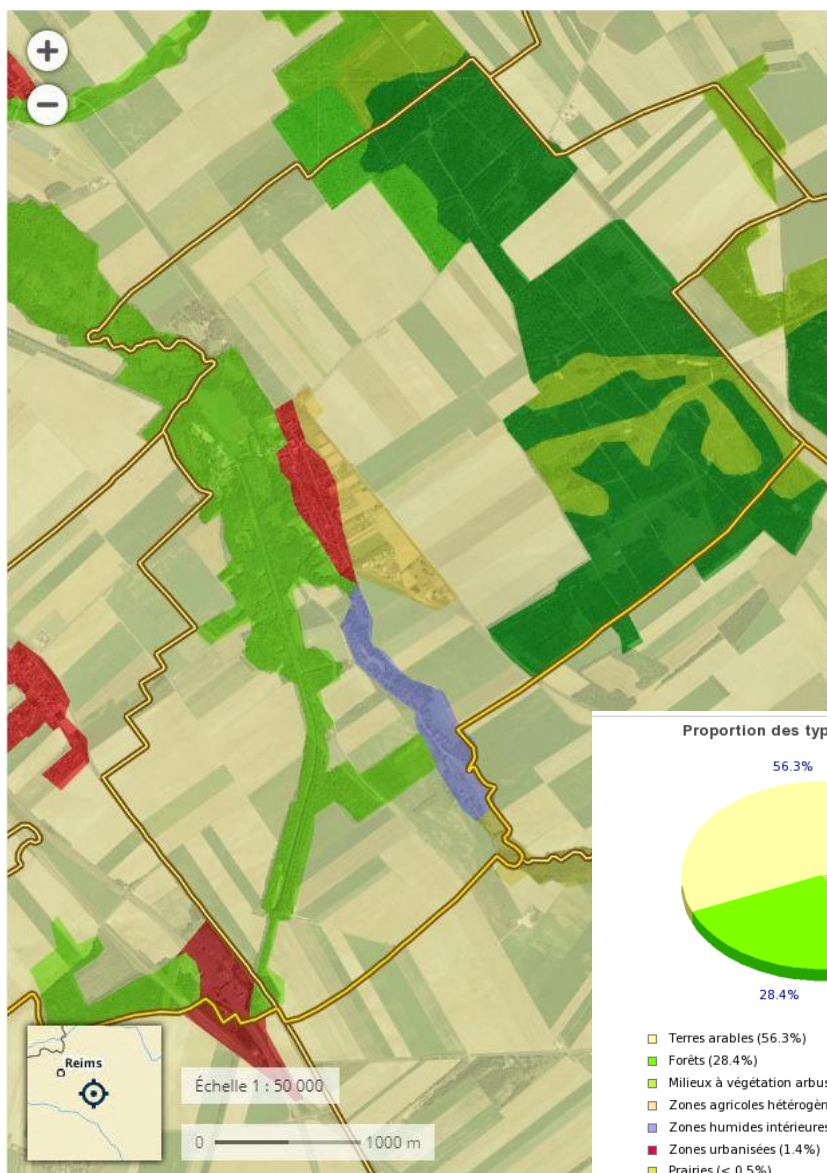 +
−
Reims
Échelle 1 : 50 000
0 1000 m
Proportion des typ
56.3%
28.4%
Terres arables (56.3%)
Forêts (28.4%)
Milieux à végétation arbus
Zones agricoles hétérogèn
Zones humides intérieures
Zones urbanisées (1.4%)
Prairies (< 0.5%)